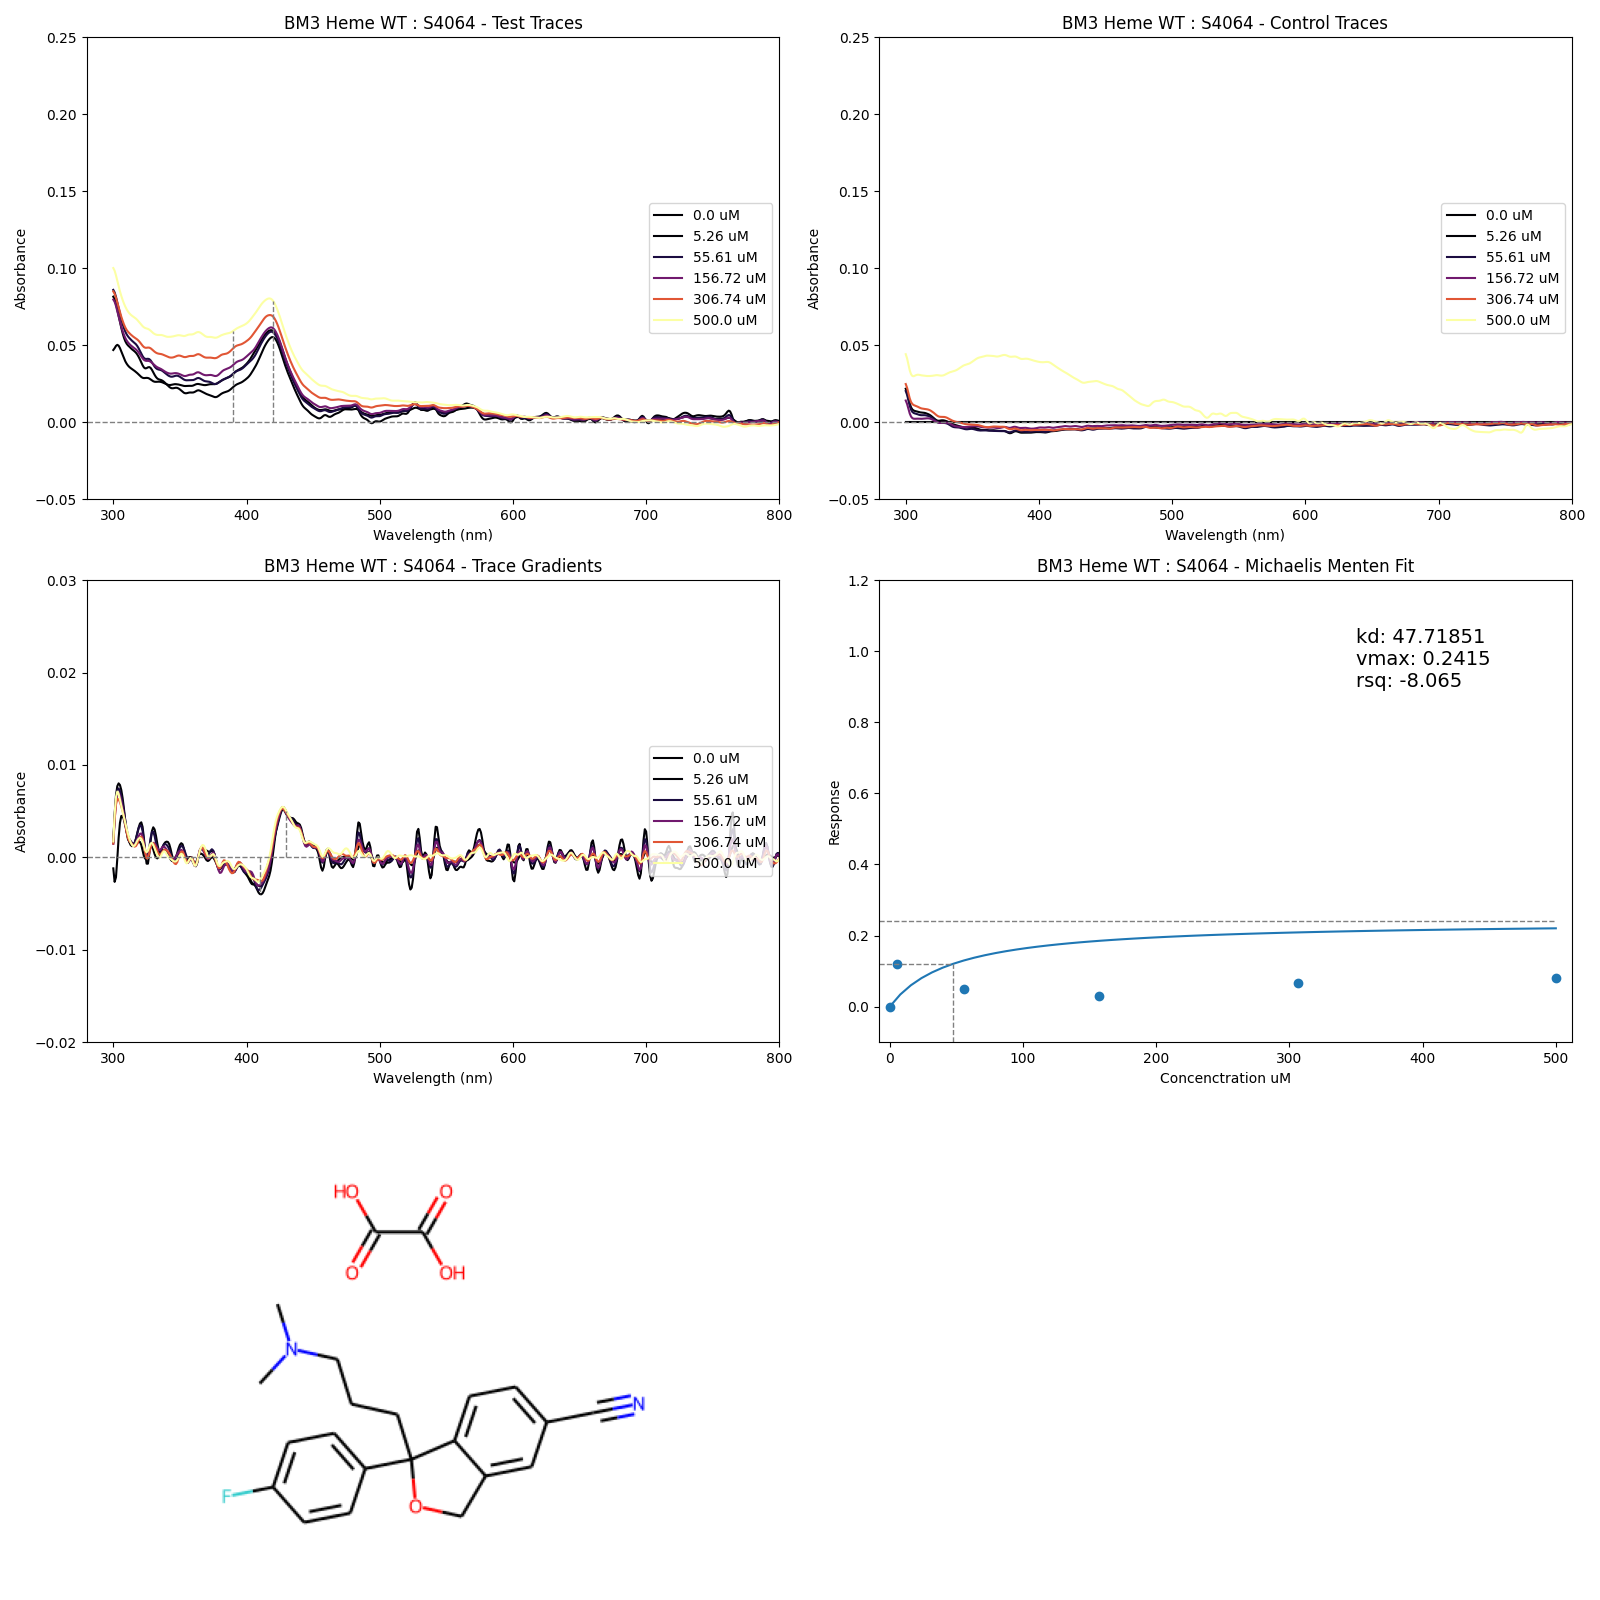 BM3 Heme WT : S4064 - Test Traces
0.25
0.20
0.15
0.10
0.05
0.00
−0.05
Absorbance
300 400 500 600 700 800
Wavelength (nm)
0.0 uM
5.26 uM
55.61 uM
156.72 uM
306.74 uM
500.0 uM
BM3 Heme WT : S4064 - Control Traces
0.25
0.20
0.15
0.10
0.05
0.00
−0.05
Absorbance
300 400 500 600 700 800
Wavelength (nm)
0.0 uM
5.26 uM
55.61 uM
156.72 uM
306.74 uM
500.0 uM
BM3 Heme WT : S4064 - Trace Gradients
0.03
0.02
0.01
0.00
−0.01
−0.02
Absorbance
300 400 500 600 700 800
Wavelength (nm)
0.0 uM
5.26 uM
55.61 uM
156.72 uM
306.74 uM
500.0 uM
BM3 Heme WT : S4064 - Michaelis Menten Fit
1.2
1.0
0.8
0.6
0.4
0.2
0.0
Response
0 100 200 300 400 500
Concenctration uM
kd: 47.71851
vmax: 0.2415
rsq: -8.065
HO O
O OH
N
N
F
O